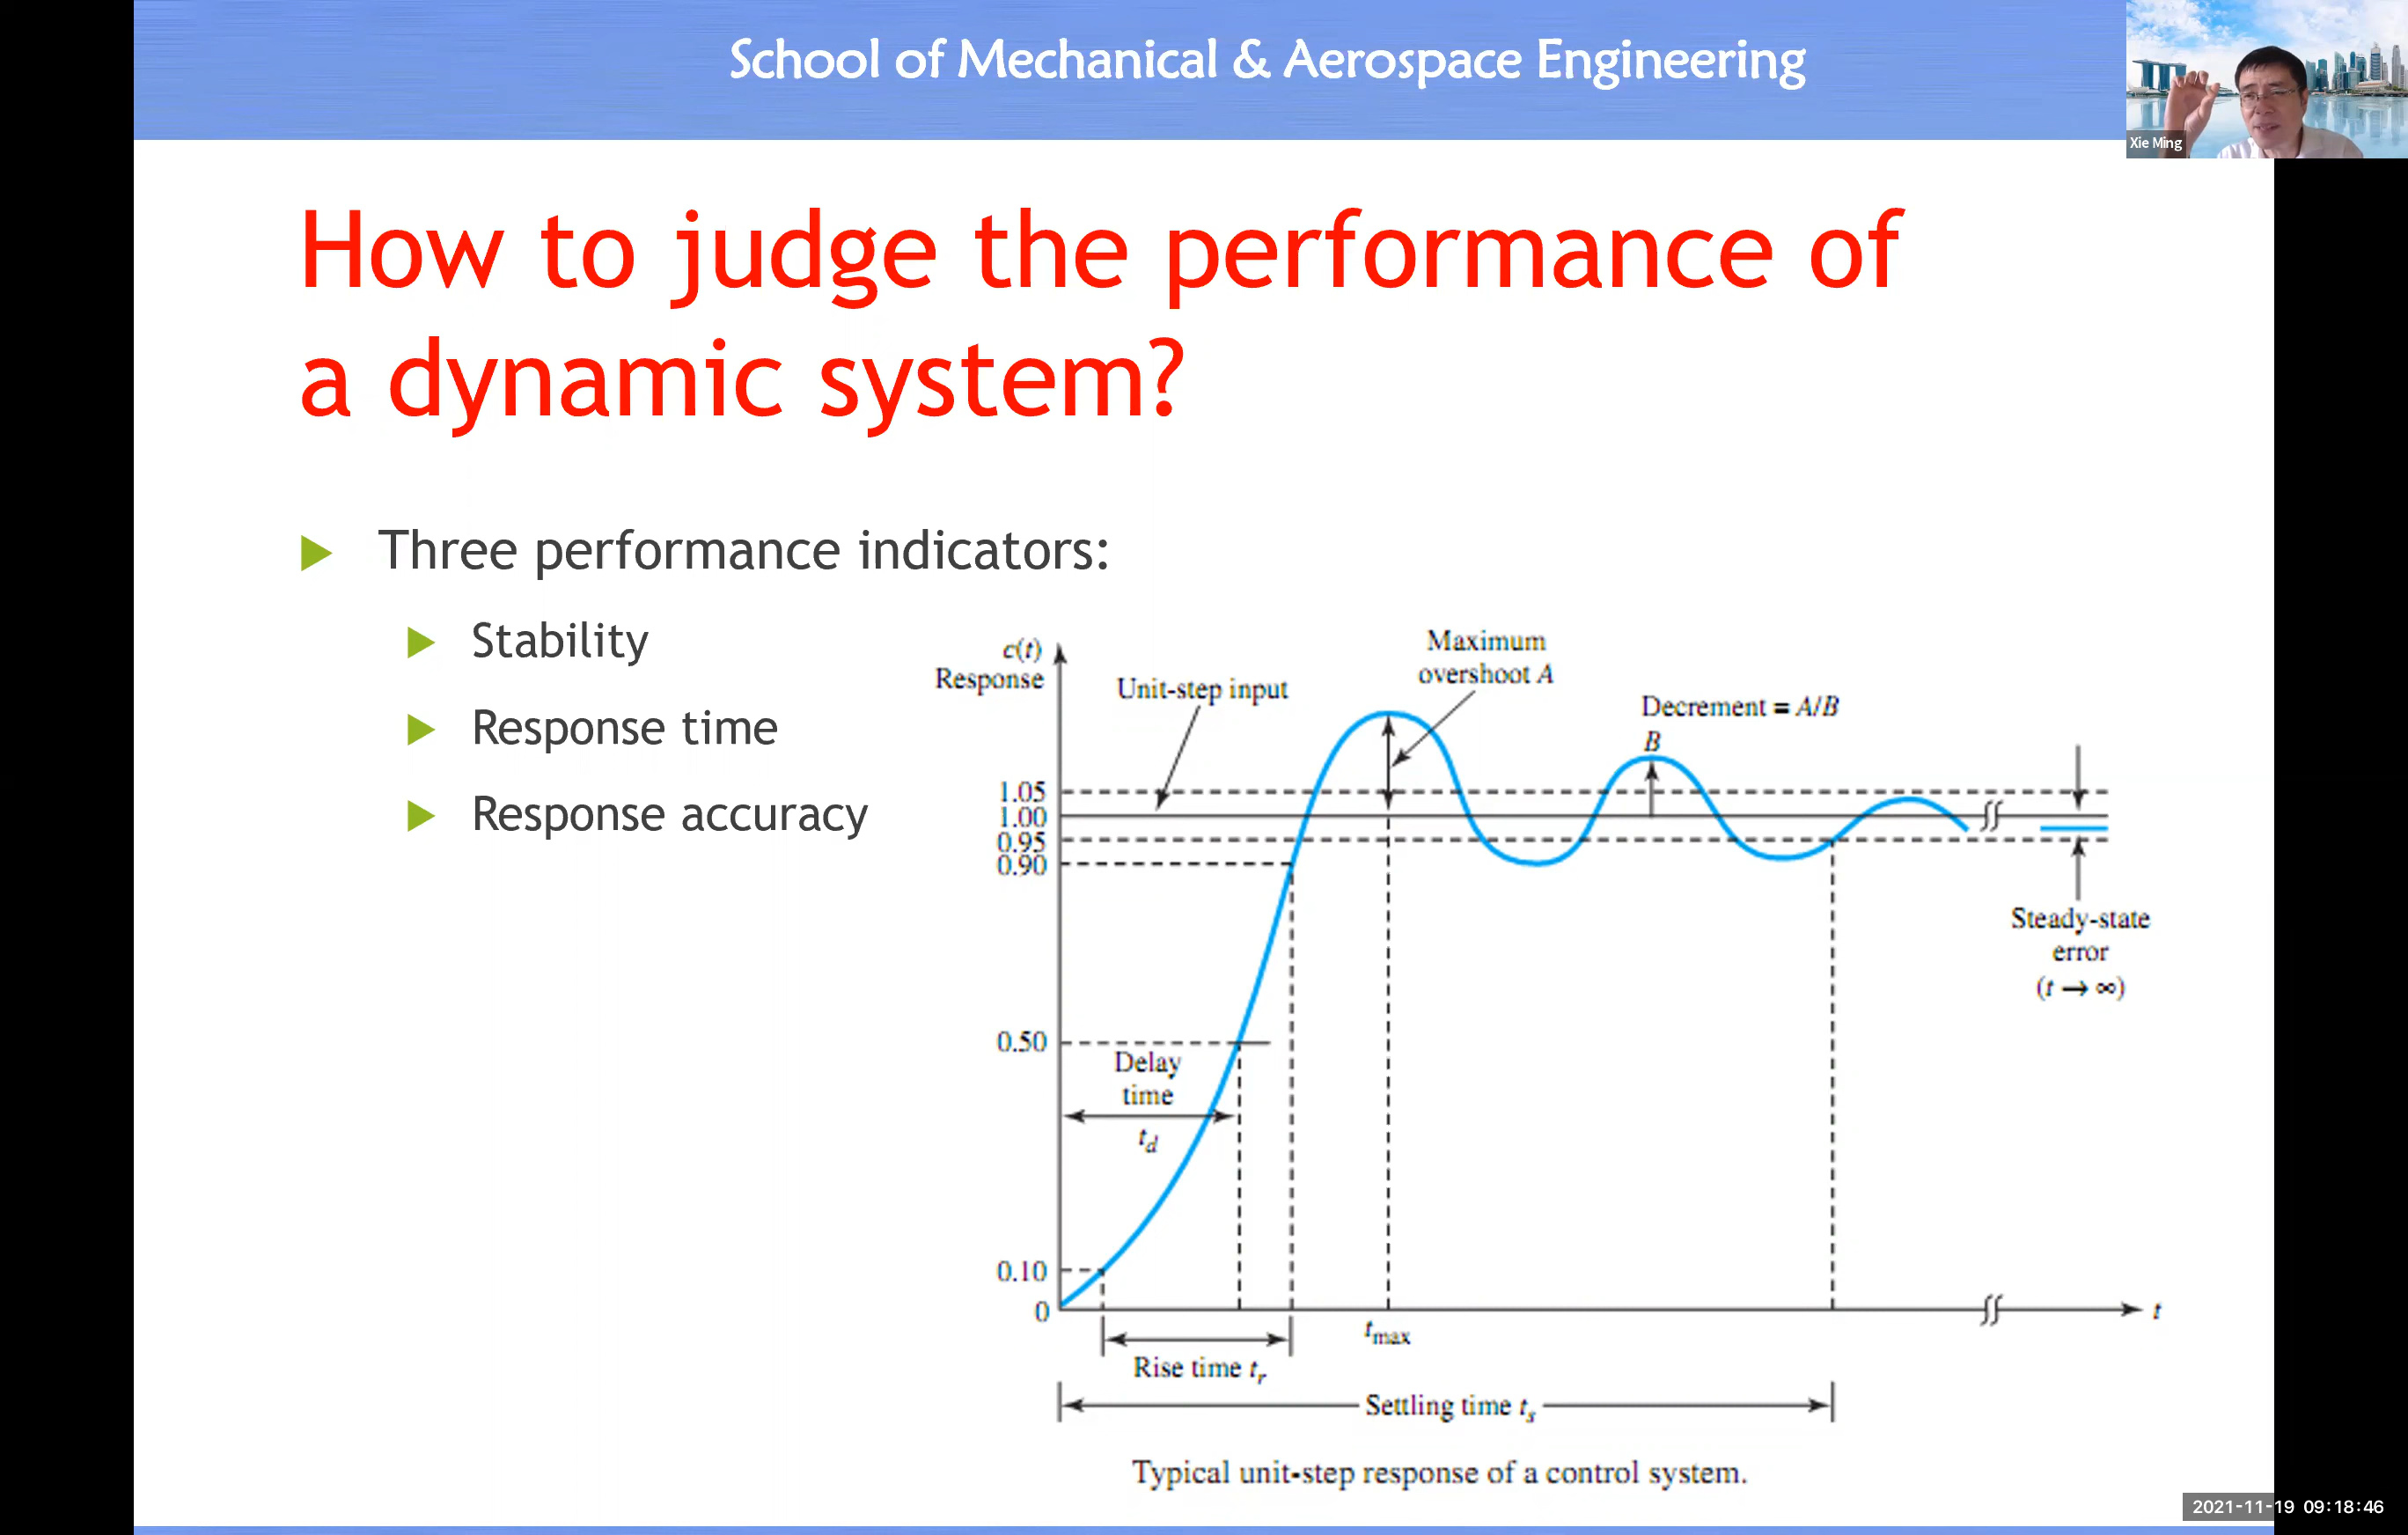 School of Mechanical & Aerospace Engineering
Xie Ming
How to judge the performance of
a dynamic system?
Three performance indicators:
Stability
Response time
Response accuracy
c(t)
Response
Unit-step input
Maximum
overshoot A
Decrement = A/B
B
1.05
1.00
0.95
0.90
Steady-state
error
(t → ∞)
0.50
Delay
time
t_d
0.10
0
t
t_max
Rise time t_r
Settling time t_s
Typical unit-step response of a control system.
2021-11-19 09:18:46